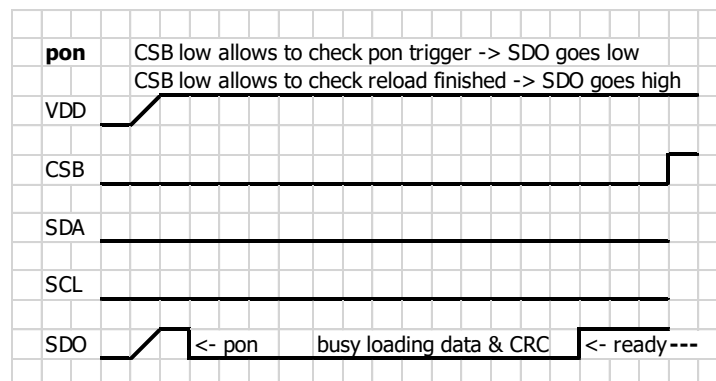 pon CSB low allows to check pon trigger -> SDO goes low
CSB low allows to check reload finished -> SDO goes high
VDD
CSB
SDA
SCL
SDO <- pon busy loading data & CRC <- ready---